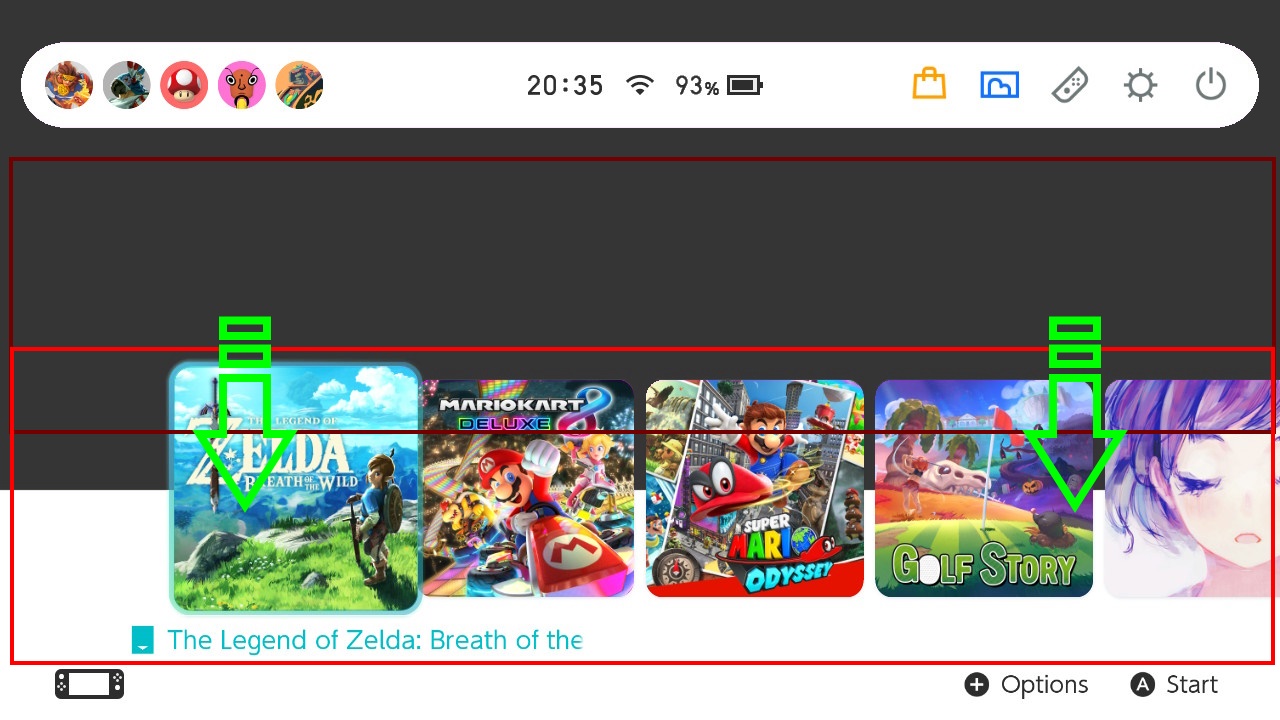 20:35 93%
THE LEGEND OF
ZELDA
BREATH OF THE WILD
MARIOKART 8
DELUXE
SUPER
MARIO
ODYSSEY
GOLF STORY
The Legend of Zelda: Breath of the
Options Start